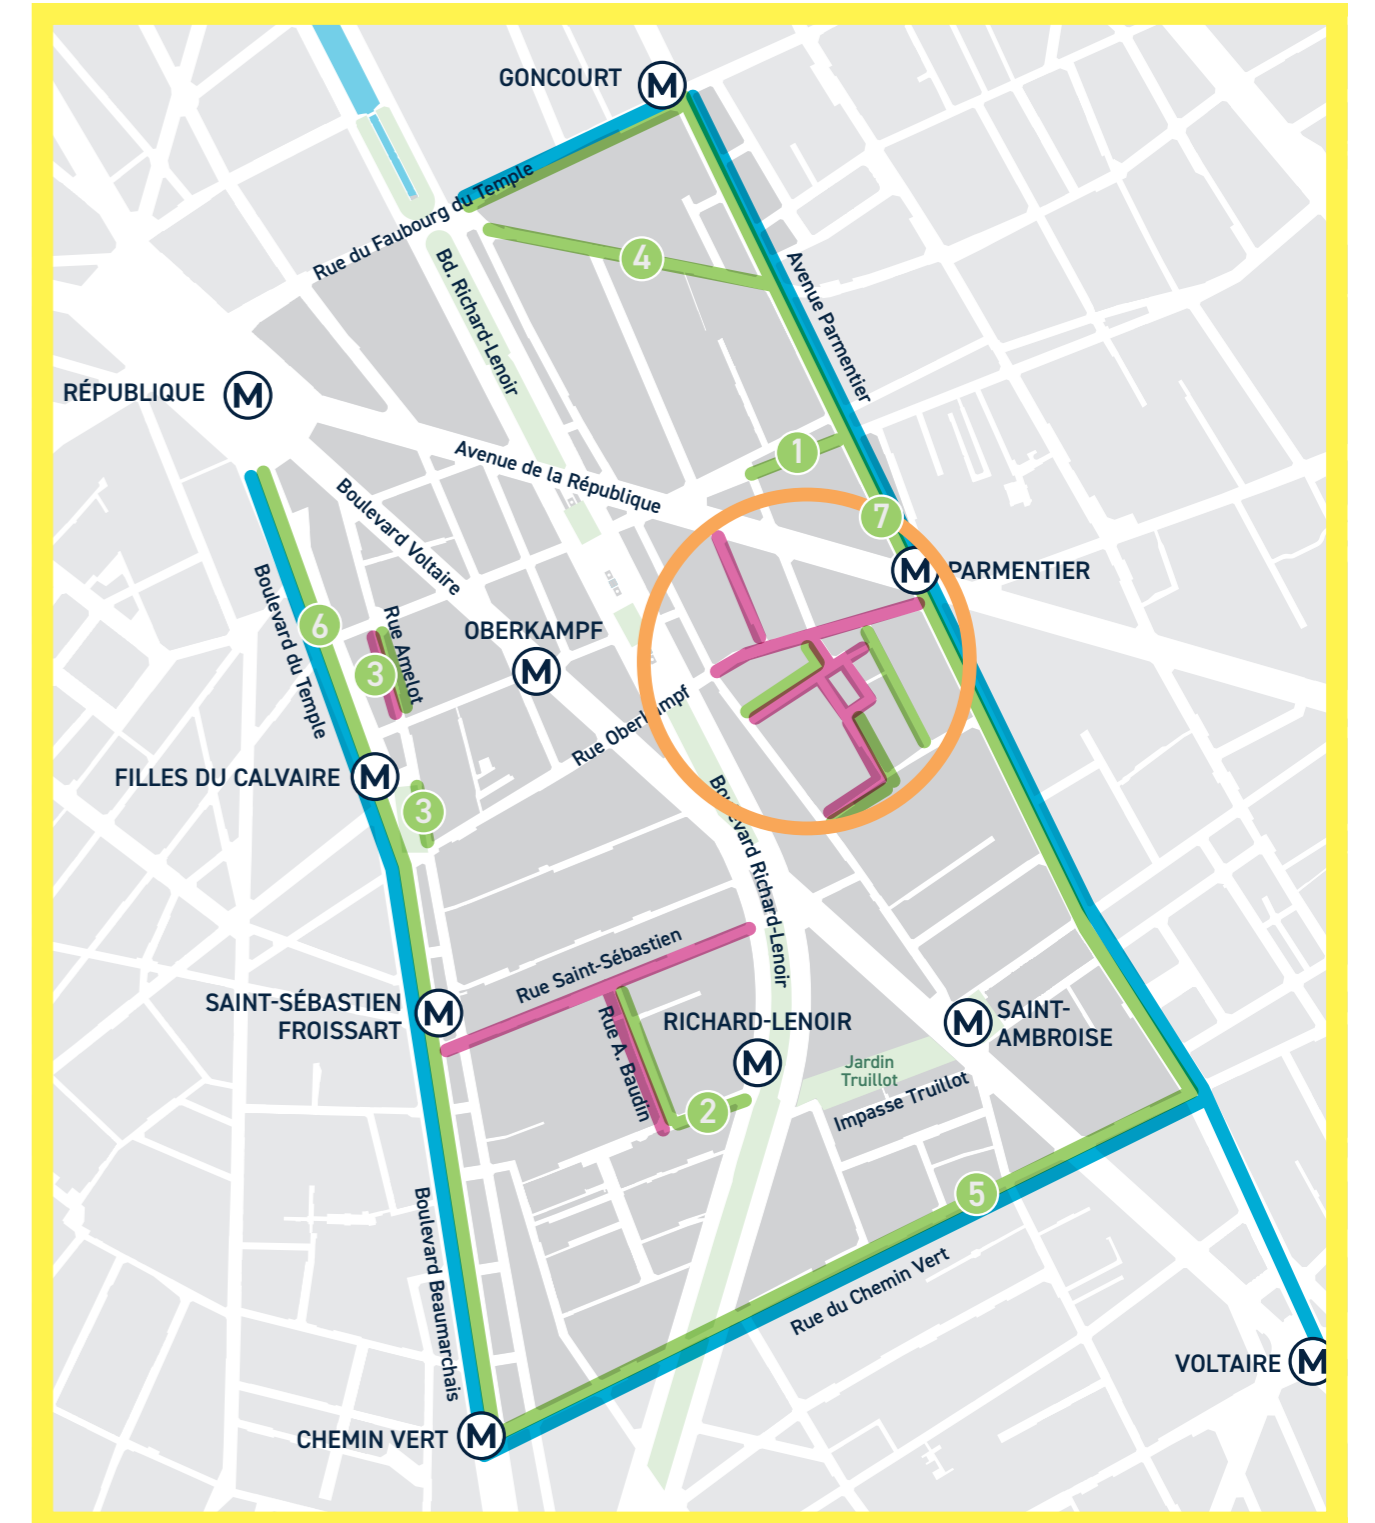 GONCOURT
M
Rue du Faubourg du Temple
4
Bd. Richard-Lenoir
Avenue Parmentier
RÉPUBLIQUE
M
Avenue de la République
1
Boulevard Voltaire
7
M
PARMENTIER
Boulevard du Temple
6
Rue Amelot
3
OBERKAMPF
M
Rue Oberkampf
FILLES DU CALVAIRE
M
3
Boulevard Richard-Lenoir
Rue Saint-Sébastien
SAINT-SÉBASTIEN
FROISSART
M
Rue A. Baudin
RICHARD-LENOIR
M
2
M
SAINT-
AMBROISE
Jardin
Truillot
Impasse Truillot
5
Boulevard Beaumarchais
Rue du Chemin Vert
VOLTAIRE
M
CHEMIN VERT
M